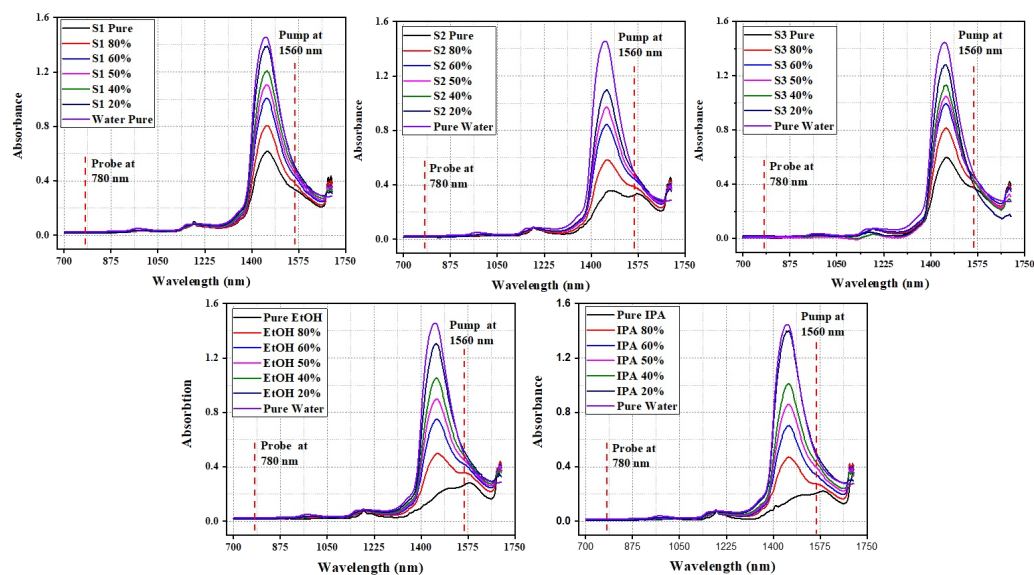 1.6
1.2
0.8
0.4
0.0
Absorbance
S1 Pure
S1 80%
S1 60%
S1 50%
S1 40%
S1 20%
Water Pure
Pump at
1560 nm
Probe at
780 nm
700 875 1050 1225 1400 1575 1750
Wavelength (nm)
1.6
1.2
0.8
0.4
0.0
Absorbance
S2 Pure
S2 80%
S2 60%
S2 50%
S2 40%
S2 20%
Pure Water
Pump at
1560 nm
Probe at
780 nm
700 875 1050 1225 1400 1575 1750
Wavelength (nm)
1.6
1.2
0.8
0.4
0.0
Absorbance
S3 Pure
S3 80%
S3 60%
S3 50%
S3 40%
S3 20%
Pure Water
Pump at
1560 nm
Probe at
780 nm
700 875 1050 1225 1400 1575 1750
Wavelength (nm)
1.6
1.2
0.8
0.4
0.0
Absorbtion
Pure EtOH
EtOH 80%
EtOH 60%
EtOH 50%
EtOH 40%
EtOH 20%
Pure Water
Pump at
1560 nm
Probe at
780 nm
700 875 1050 1225 1400 1575 1750
Wavelength (nm)
1.6
1.2
0.8
0.4
0.0
Absorbance
Pure IPA
IPA 80%
IPA 60%
IPA 50%
IPA 40%
IPA 20%
Pure Water
Pump at
1560 nm
Probe at
780 nm
700 875 1050 1225 1400 1575 1750
Wavelength (nm)